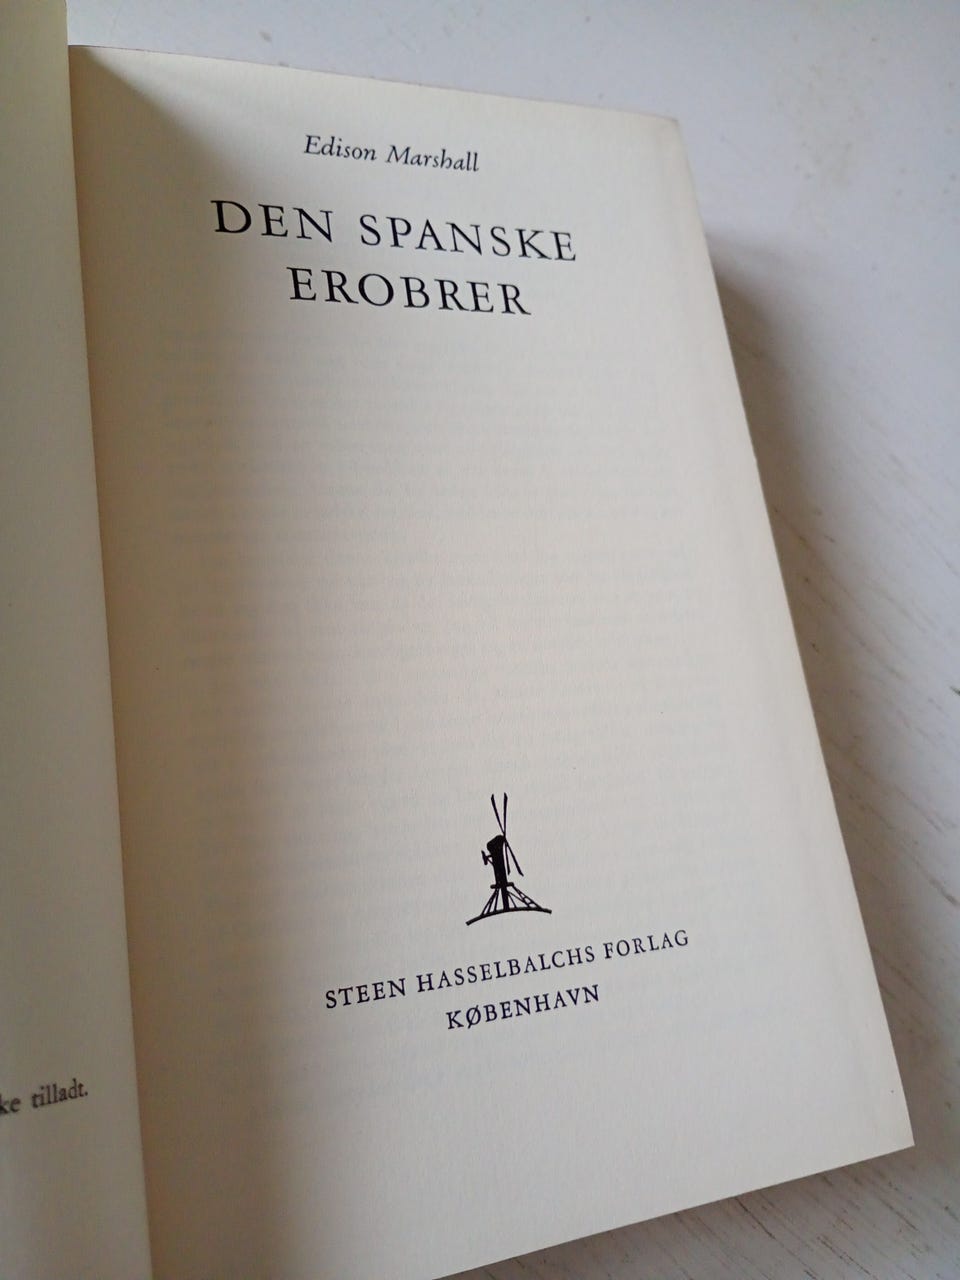 Edison Marshall
DEN SPANSKE
EROBRER
STEEN HASSELBALCHS FORLAG
KØBENHAVN
ke tilladt.